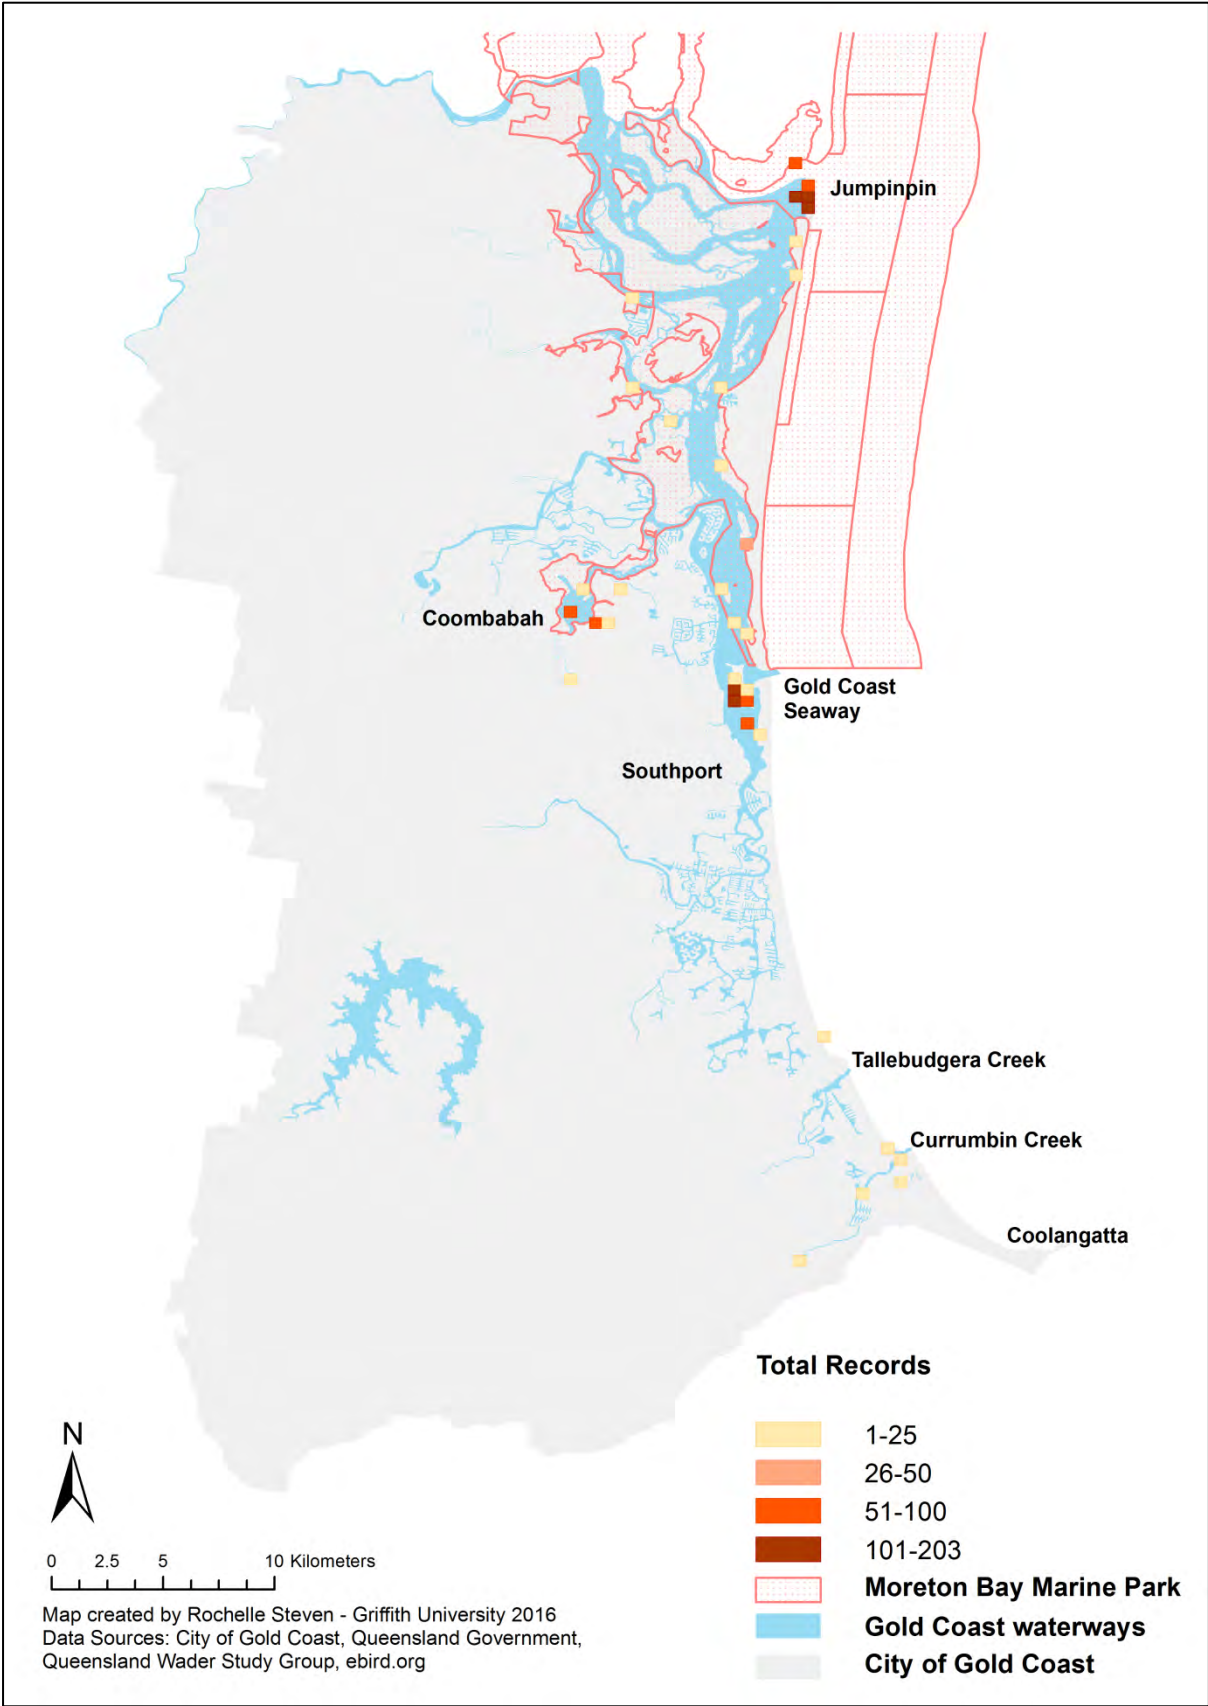 Jumpinpin
Coombabah
Gold Coast
Seaway
Southport
Tallebudgera Creek
Currumbin Creek
Coolangatta
Total Records
1-25
26-50
51-100
101-203
Moreton Bay Marine Park
Gold Coast waterways
City of Gold Coast
N
0 2.5 5 10 Kilometers
Map created by Rochelle Steven - Griffith University 2016
Data Sources: City of Gold Coast, Queensland Government,
Queensland Wader Study Group, ebird.org